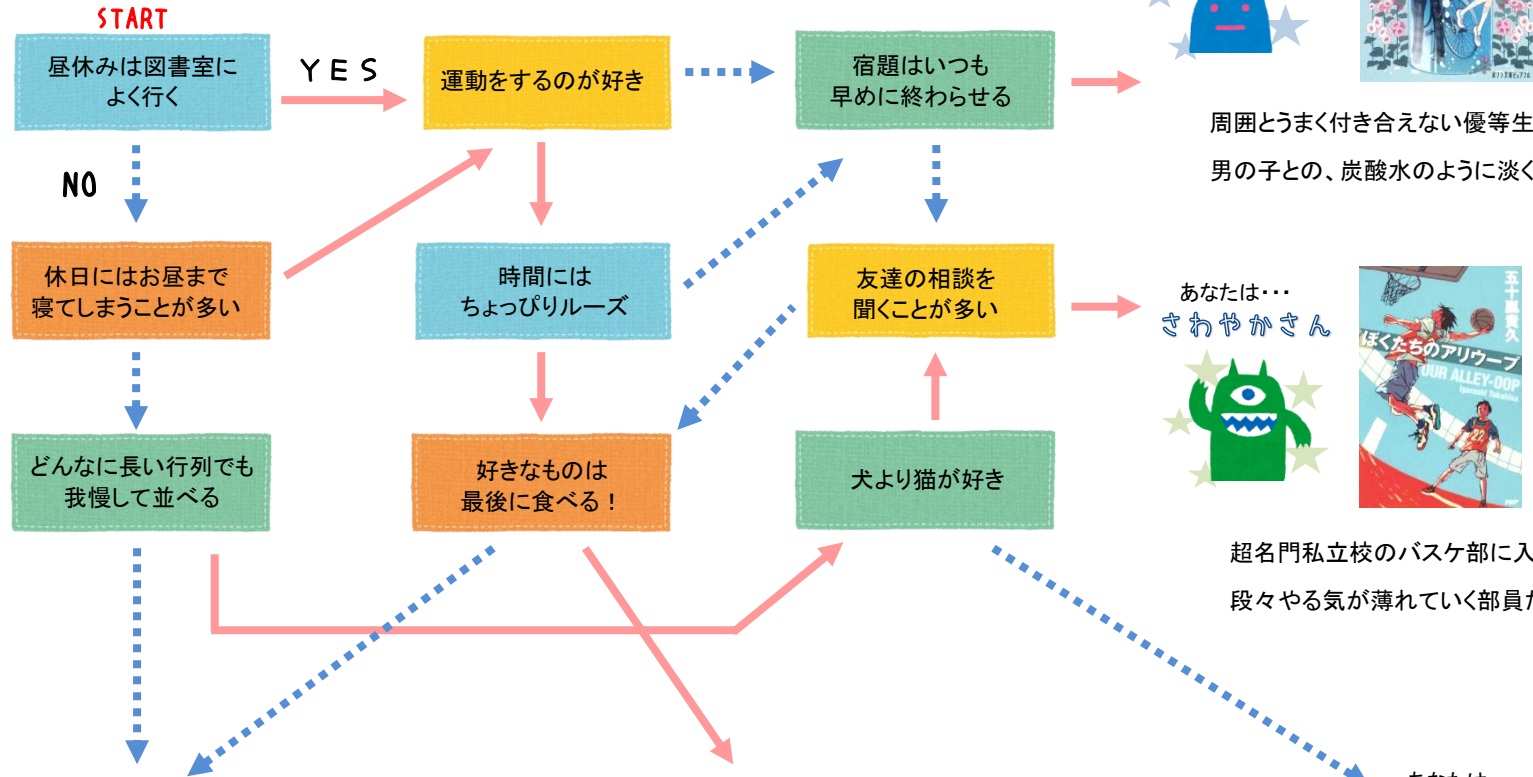 START
昼休みは図書室に
よく行く
YES
運動をするのが好き
宿題はいつも
早めに終わらせる
周囲とうまく付き合えない優等生
男の子との、炭酸水のように淡く
NO
休日にはお昼まで
寝てしまうことが多い
時間には
ちょっぴりルーズ
友達の相談を
聞くことが多い
あなたは・・・
さわやかさん
五十嵐貴久
ぼくたちのアリウープ
OUR ALLEY-OOP
Igarashi Takahisa
22
PHP
どんなに長い行列でも
我慢して並べる
好きなものは
最後に食べる!
犬より猫が好き
超名門私立校のバスケ部に入
段々やる気が薄れていく部員